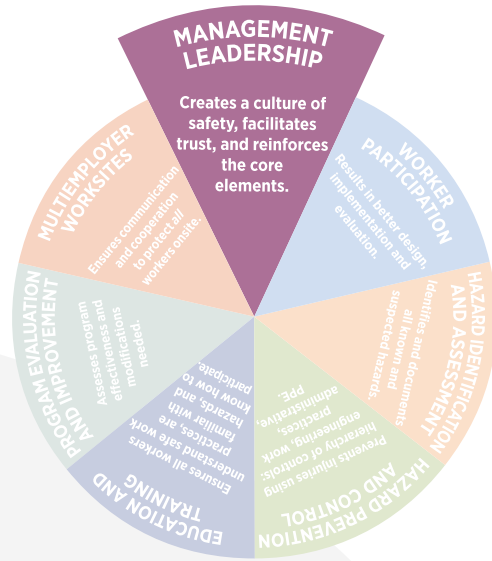 MANAGEMENT
LEADERSHIP
Creates a culture of
safety, facilitates
trust, and reinforces
the core
elements.
WORKER
PARTICIPATION
Results in better design,
implementation and
evaluation.
HAZARD IDENTIFICATION
AND ASSESSMENT
Identifies and documents
all known and
suspected hazards.
HAZARD PREVENTION
AND CONTROL
Prevents injuries using
hierarchy of controls:
engineering, work
practices,
administrative,
PPE.
EDUCATION AND
TRAINING
Ensures all workers
understand safe work
practices, are
familiar with
hazards, and
know how to
participate.
PROGRAM EVALUATION
AND IMPROVEMENT
Assesses program
effectiveness and
modifications
needed.
MULTIEMPLOYER
WORKSITES
Ensures communication
and cooperation
to protect all
workers onsite.